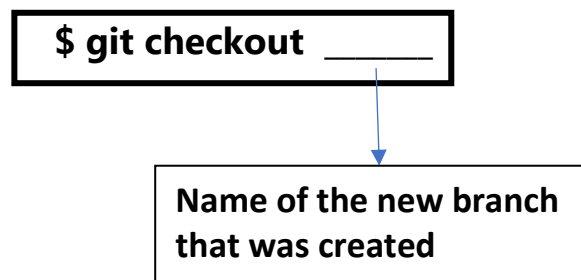 $ git checkout ______
Name of the new branch
that was created